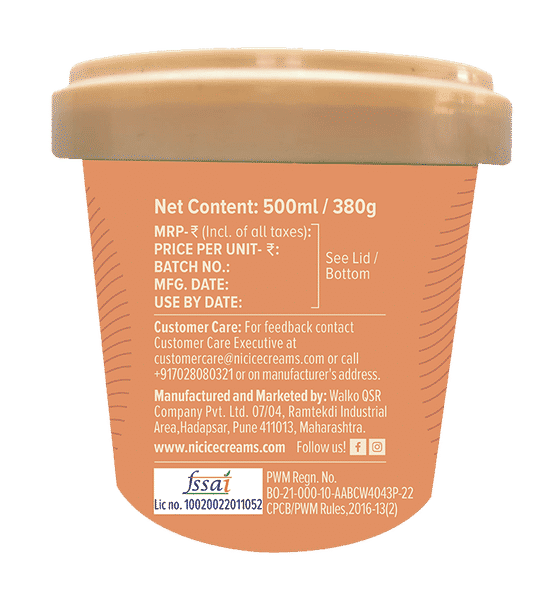 Net Content: 500ml / 380g
MRP- ₹ (Incl. of all taxes):
PRICE PER UNIT- ₹:
BATCH NO.:
MFG. DATE:
USE BY DATE:
See Lid /
Bottom
Customer Care: For feedback contact
Customer Care Executive at
customercare@nicicecreams.com or call
+917028080321 or on manufacturer's address.
Manufactured and Marketed by: Walko QSR
Company Pvt. Ltd. 07/04, Ramtekdi Industrial
Area,Hadapsar, Pune 411013, Maharashtra.
www.nicicecreams.com Follow us!
fssai
Lic no. 10020022011052
PWM Regn. No.
BO-21-000-10-AABCW4043P-22
CPCB/PWM Rules,2016-13(2)